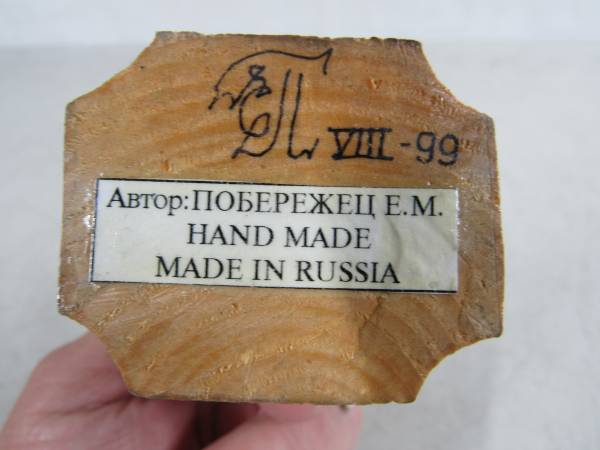 VIII-99
Автор: ПОБЕРЕЖЕЦ Е.М.
HAND MADE
MADE IN RUSSIA